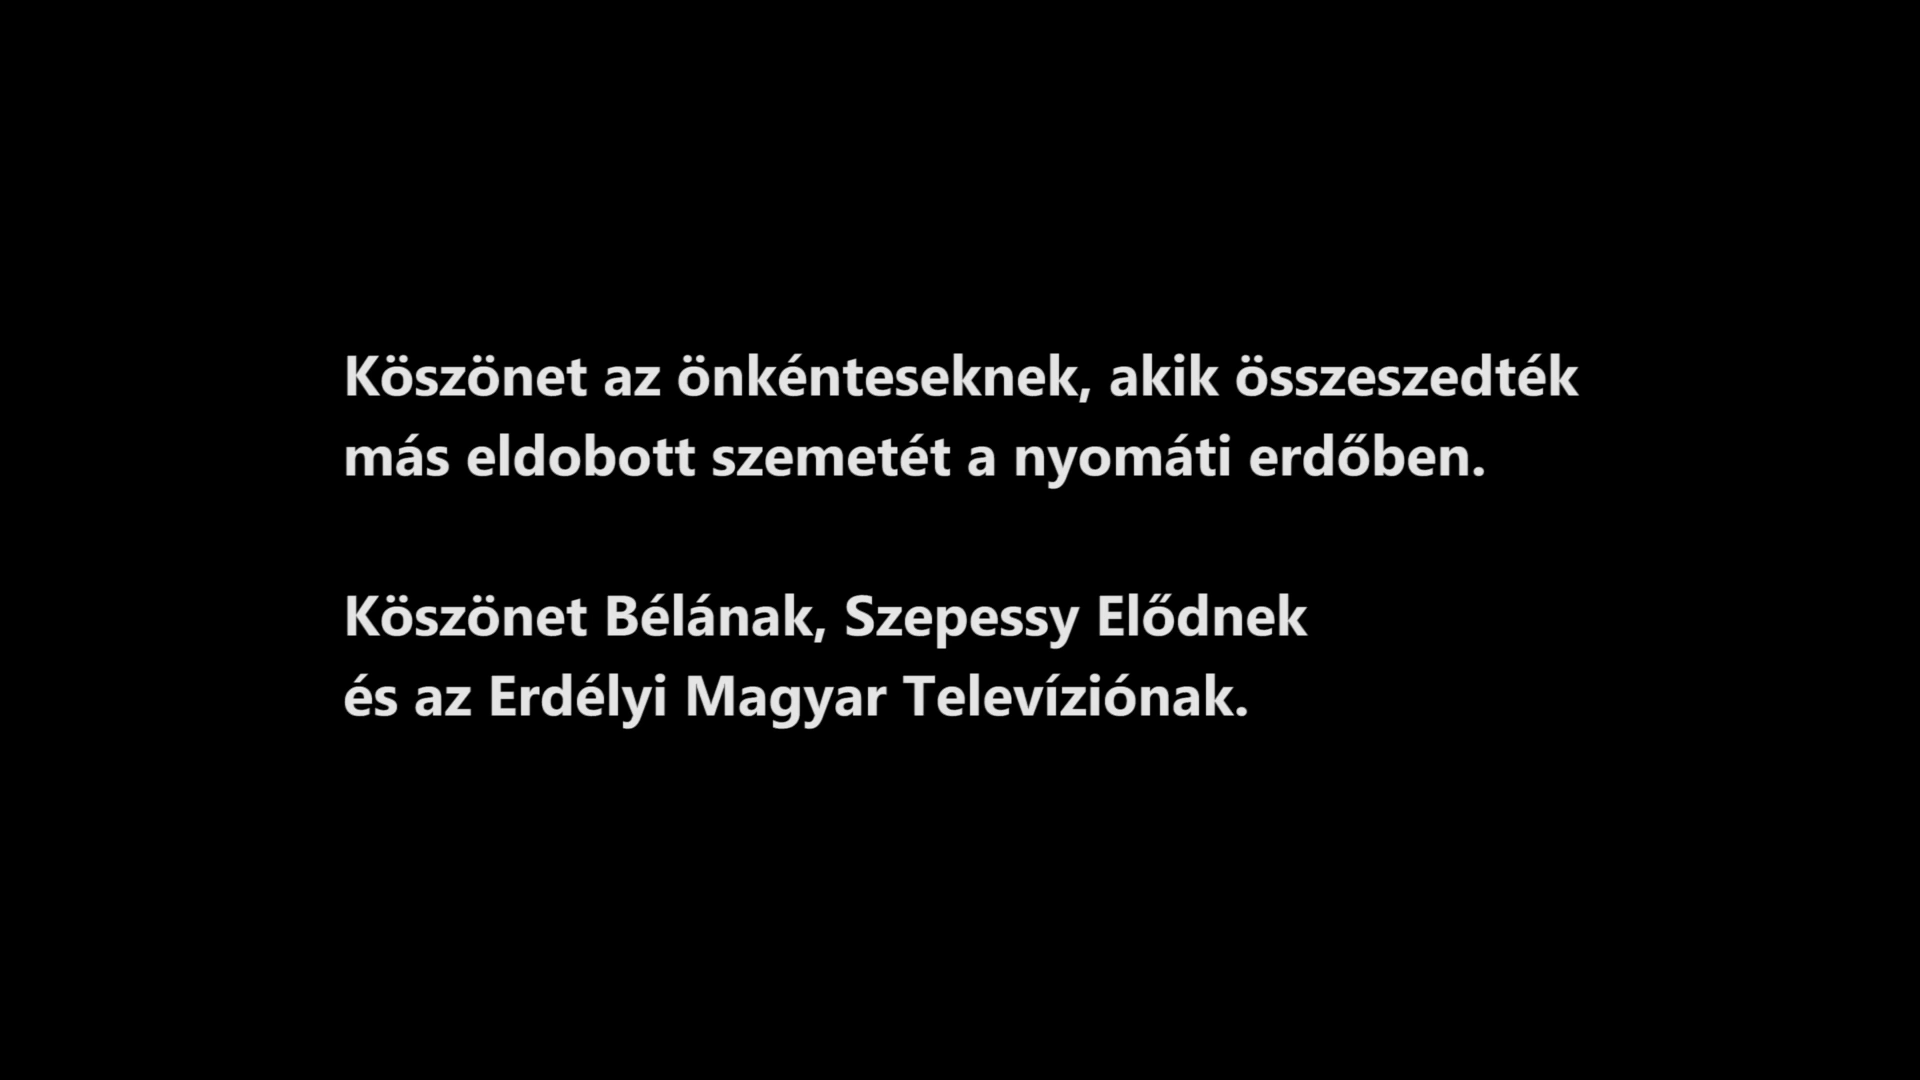 Köszönet az önkénteseknek, akik összeszedték
más eldobott szemetét a nyomáti erdőben.
Köszönet Bélának, Szepessy Elődnek
és az Erdélyi Magyar Televíziónak.